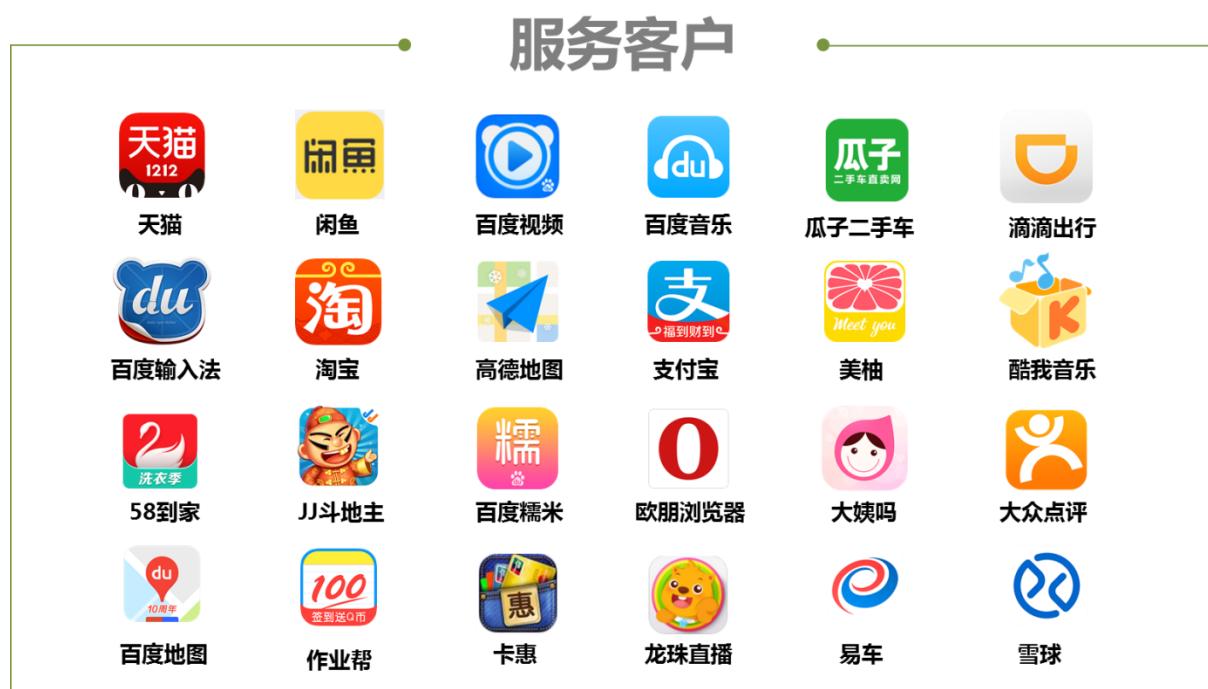 服务客户
天猫
1212
闲鱼
du
瓜子
二手车直卖网
天猫
闲鱼
百度视频
百度音乐
瓜子二手车
滴滴出行
du
淘
支
福到财到
Meet you
K
百度输入法
淘宝
高德地图
支付宝
美柚
酷我音乐
2
洗衣季
JJ
糯
O
58到家
JJ斗地主
百度糯米
欧朋浏览器
大姨吗
大众点评
du
10周年
100
签到送Q币
惠
百度地图
作业帮
卡惠
龙珠直播
易车
雪球